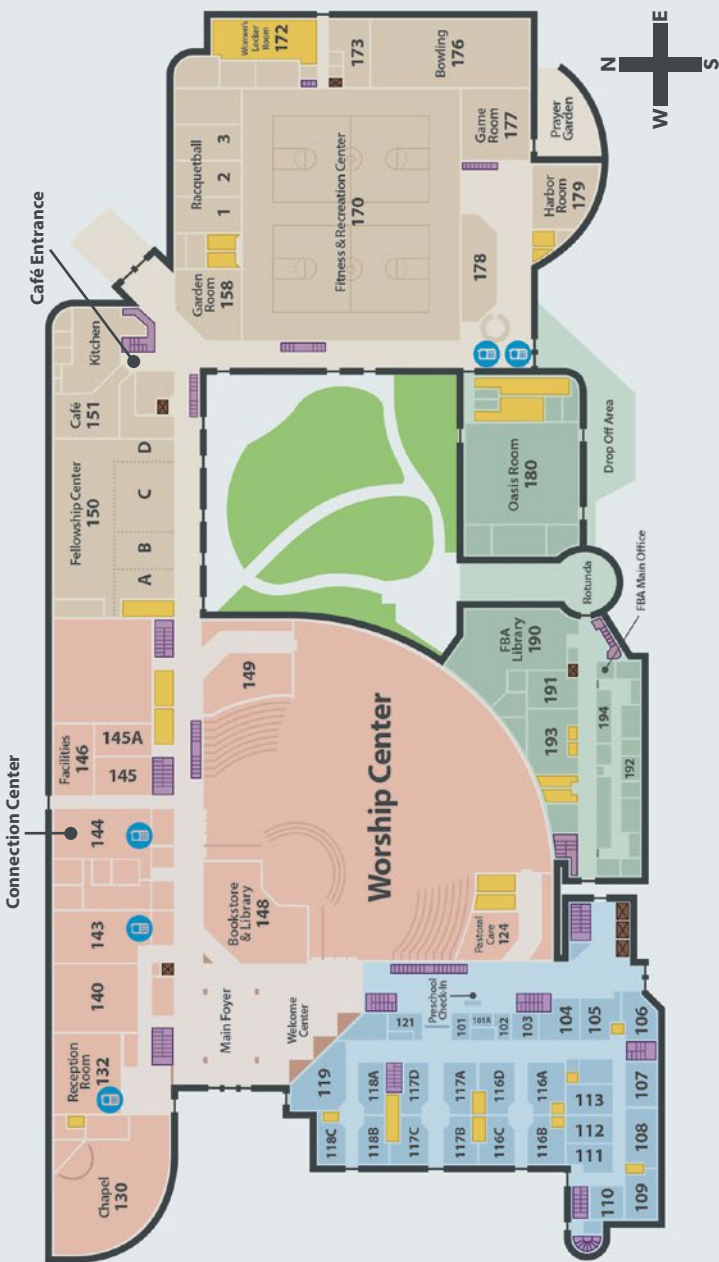 Connection Center
Café Entrance
N
E
S
W
Chapel
130
Reception
Room
132
140
143
144
Facilities
146
145
145A
Fellowship Center
150
A
B
C
D
Café
151
Kitchen
Garden
Room
158
Racquetball
1
2
3
Women's
Locker
Room
172
173
Bowling
176
Fitness & Recreation Center
170
Game
Room
177
178
Harbor
Room
179
Prayer
Garden
Main Foyer
Welcome
Center
Bookstore
& Library
148
149
Worship Center
Pastoral
Care
124
Oasis Room
180
Drop Off Area
Rotunda
FBA Main Office
FBA
Library
190
191
193
194
192
119
118C
118B
118A
117D
117C
117B
117A
116D
116C
116B
116A
121
Preschool
Check-In
101
101A
102
103
104
105
106
107
108
109
110
111
112
113